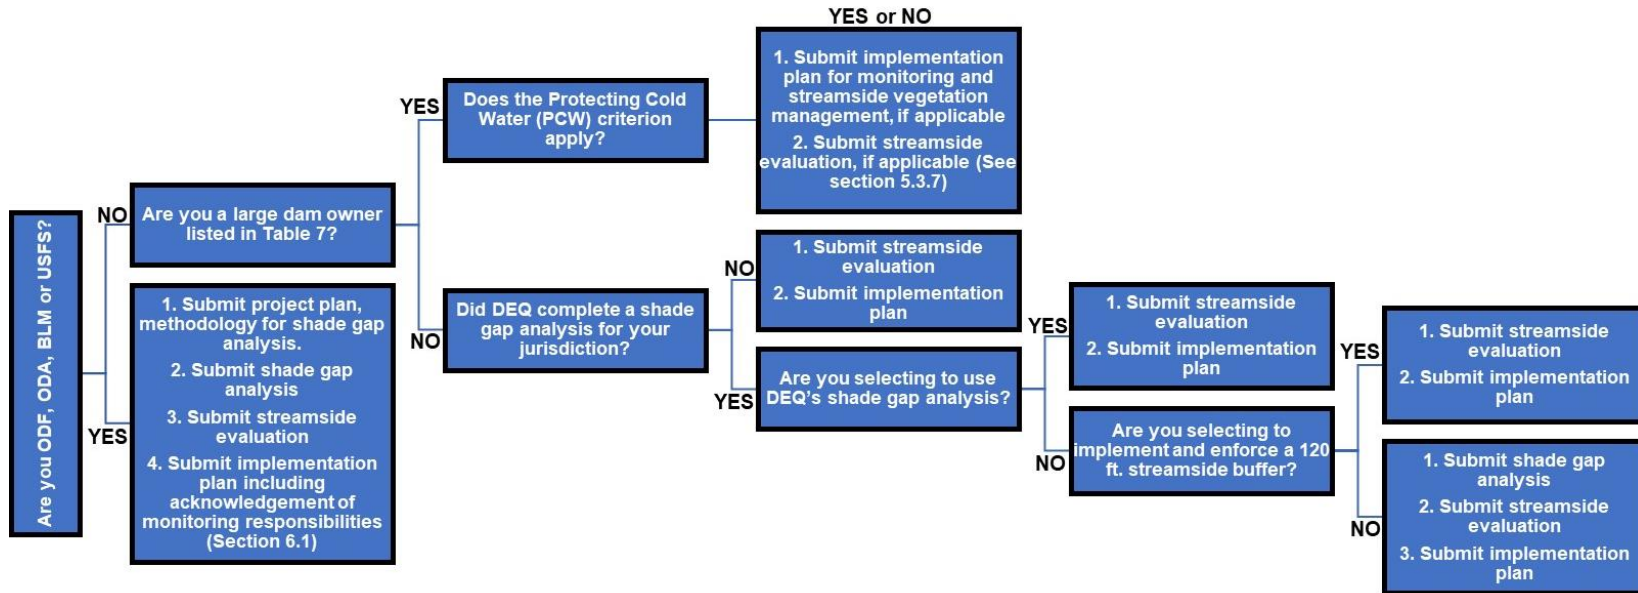 Are you ODF, ODA, BLM or USFS?
NO
Are you a large dam owner
listed in Table 7?
YES
1. Submit project plan,
methodology for shade gap
analysis.
2. Submit shade gap
analysis
3. Submit streamside
evaluation
4. Submit implementation
plan including
acknowledgement of
monitoring responsibilities
(Section 6.1)
YES
Does the Protecting Cold
Water (PCW) criterion
apply?
YES or NO
1. Submit implementation
plan for monitoring and
streamside vegetation
management, if applicable
2. Submit streamside
evaluation, if applicable (See
section 5.3.7)
NO
Did DEQ complete a shade
gap analysis for your
jurisdiction?
NO
1. Submit streamside
evaluation
2. Submit implementation
plan
YES
Are you selecting to use
DEQ's shade gap analysis?
YES
1. Submit streamside
evaluation
2. Submit implementation
plan
NO
Are you selecting to
implement and enforce a 120
ft. streamside buffer?
YES
1. Submit streamside
evaluation
2. Submit implementation
plan
NO
1. Submit shade gap
analysis
2. Submit streamside
evaluation
3. Submit implementation
plan